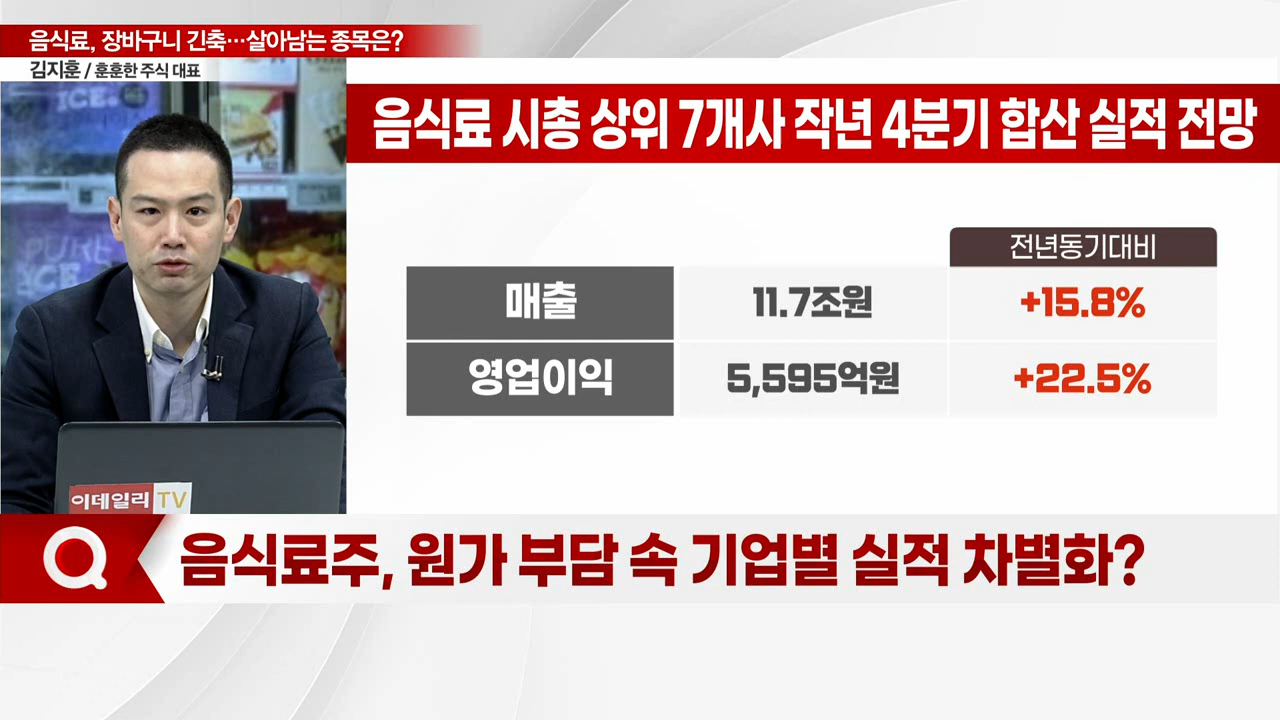 음식료, 장바구니 긴축…살아남는 종목은?
김지훈 / 훈훈한 주식 대표
ICE.
PURE
ICE.
음식료 시총 상위 7개사 작년 4분기 합산 실적 전망
전년동기대비
매출 11.7조원 +15.8%
영업이익 5,595억원 +22.5%
이데일리 TV
Q 음식료주, 원가 부담 속 기업별 실적 차별화?